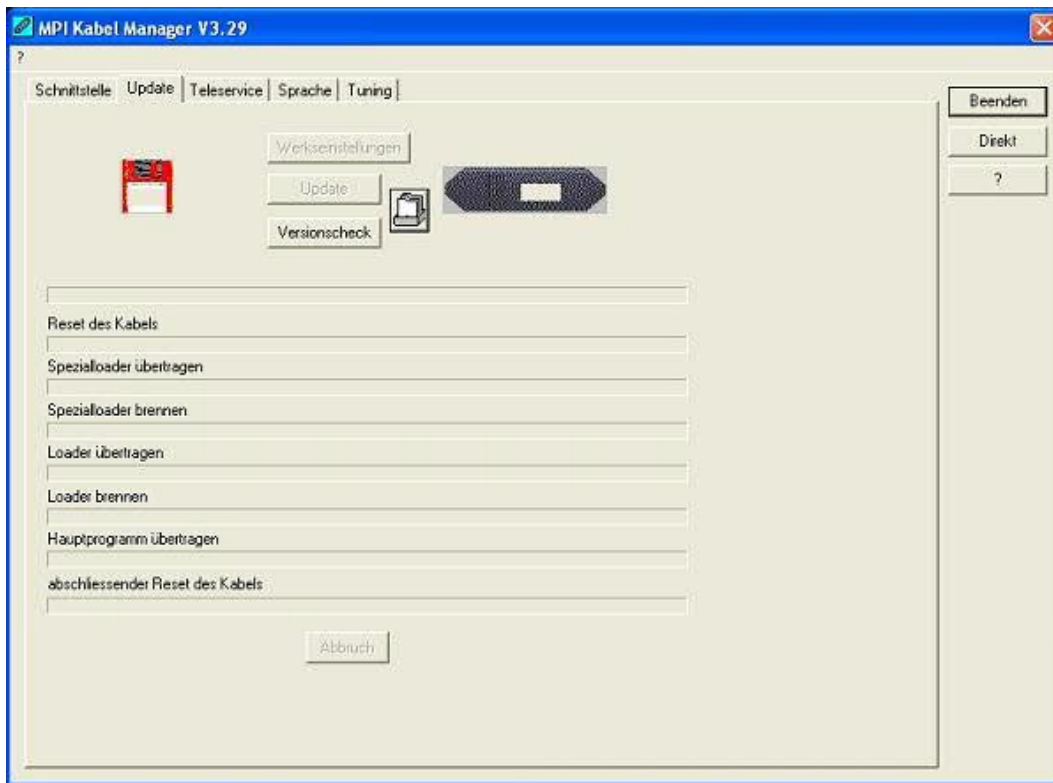 MPI Kabel Manager V3.29
?
Schnittstelle Update Teleservice Sprache Tuning
Beenden
Direkt
?
Werkseinstellungen
Update
Versionscheck
Reset des Kabels
Spezialloader übertragen
Spezialloader brennen
Loader übertragen
Loader brennen
Hauptprogramm übertragen
abschliessender Reset des Kabels
Abbruch